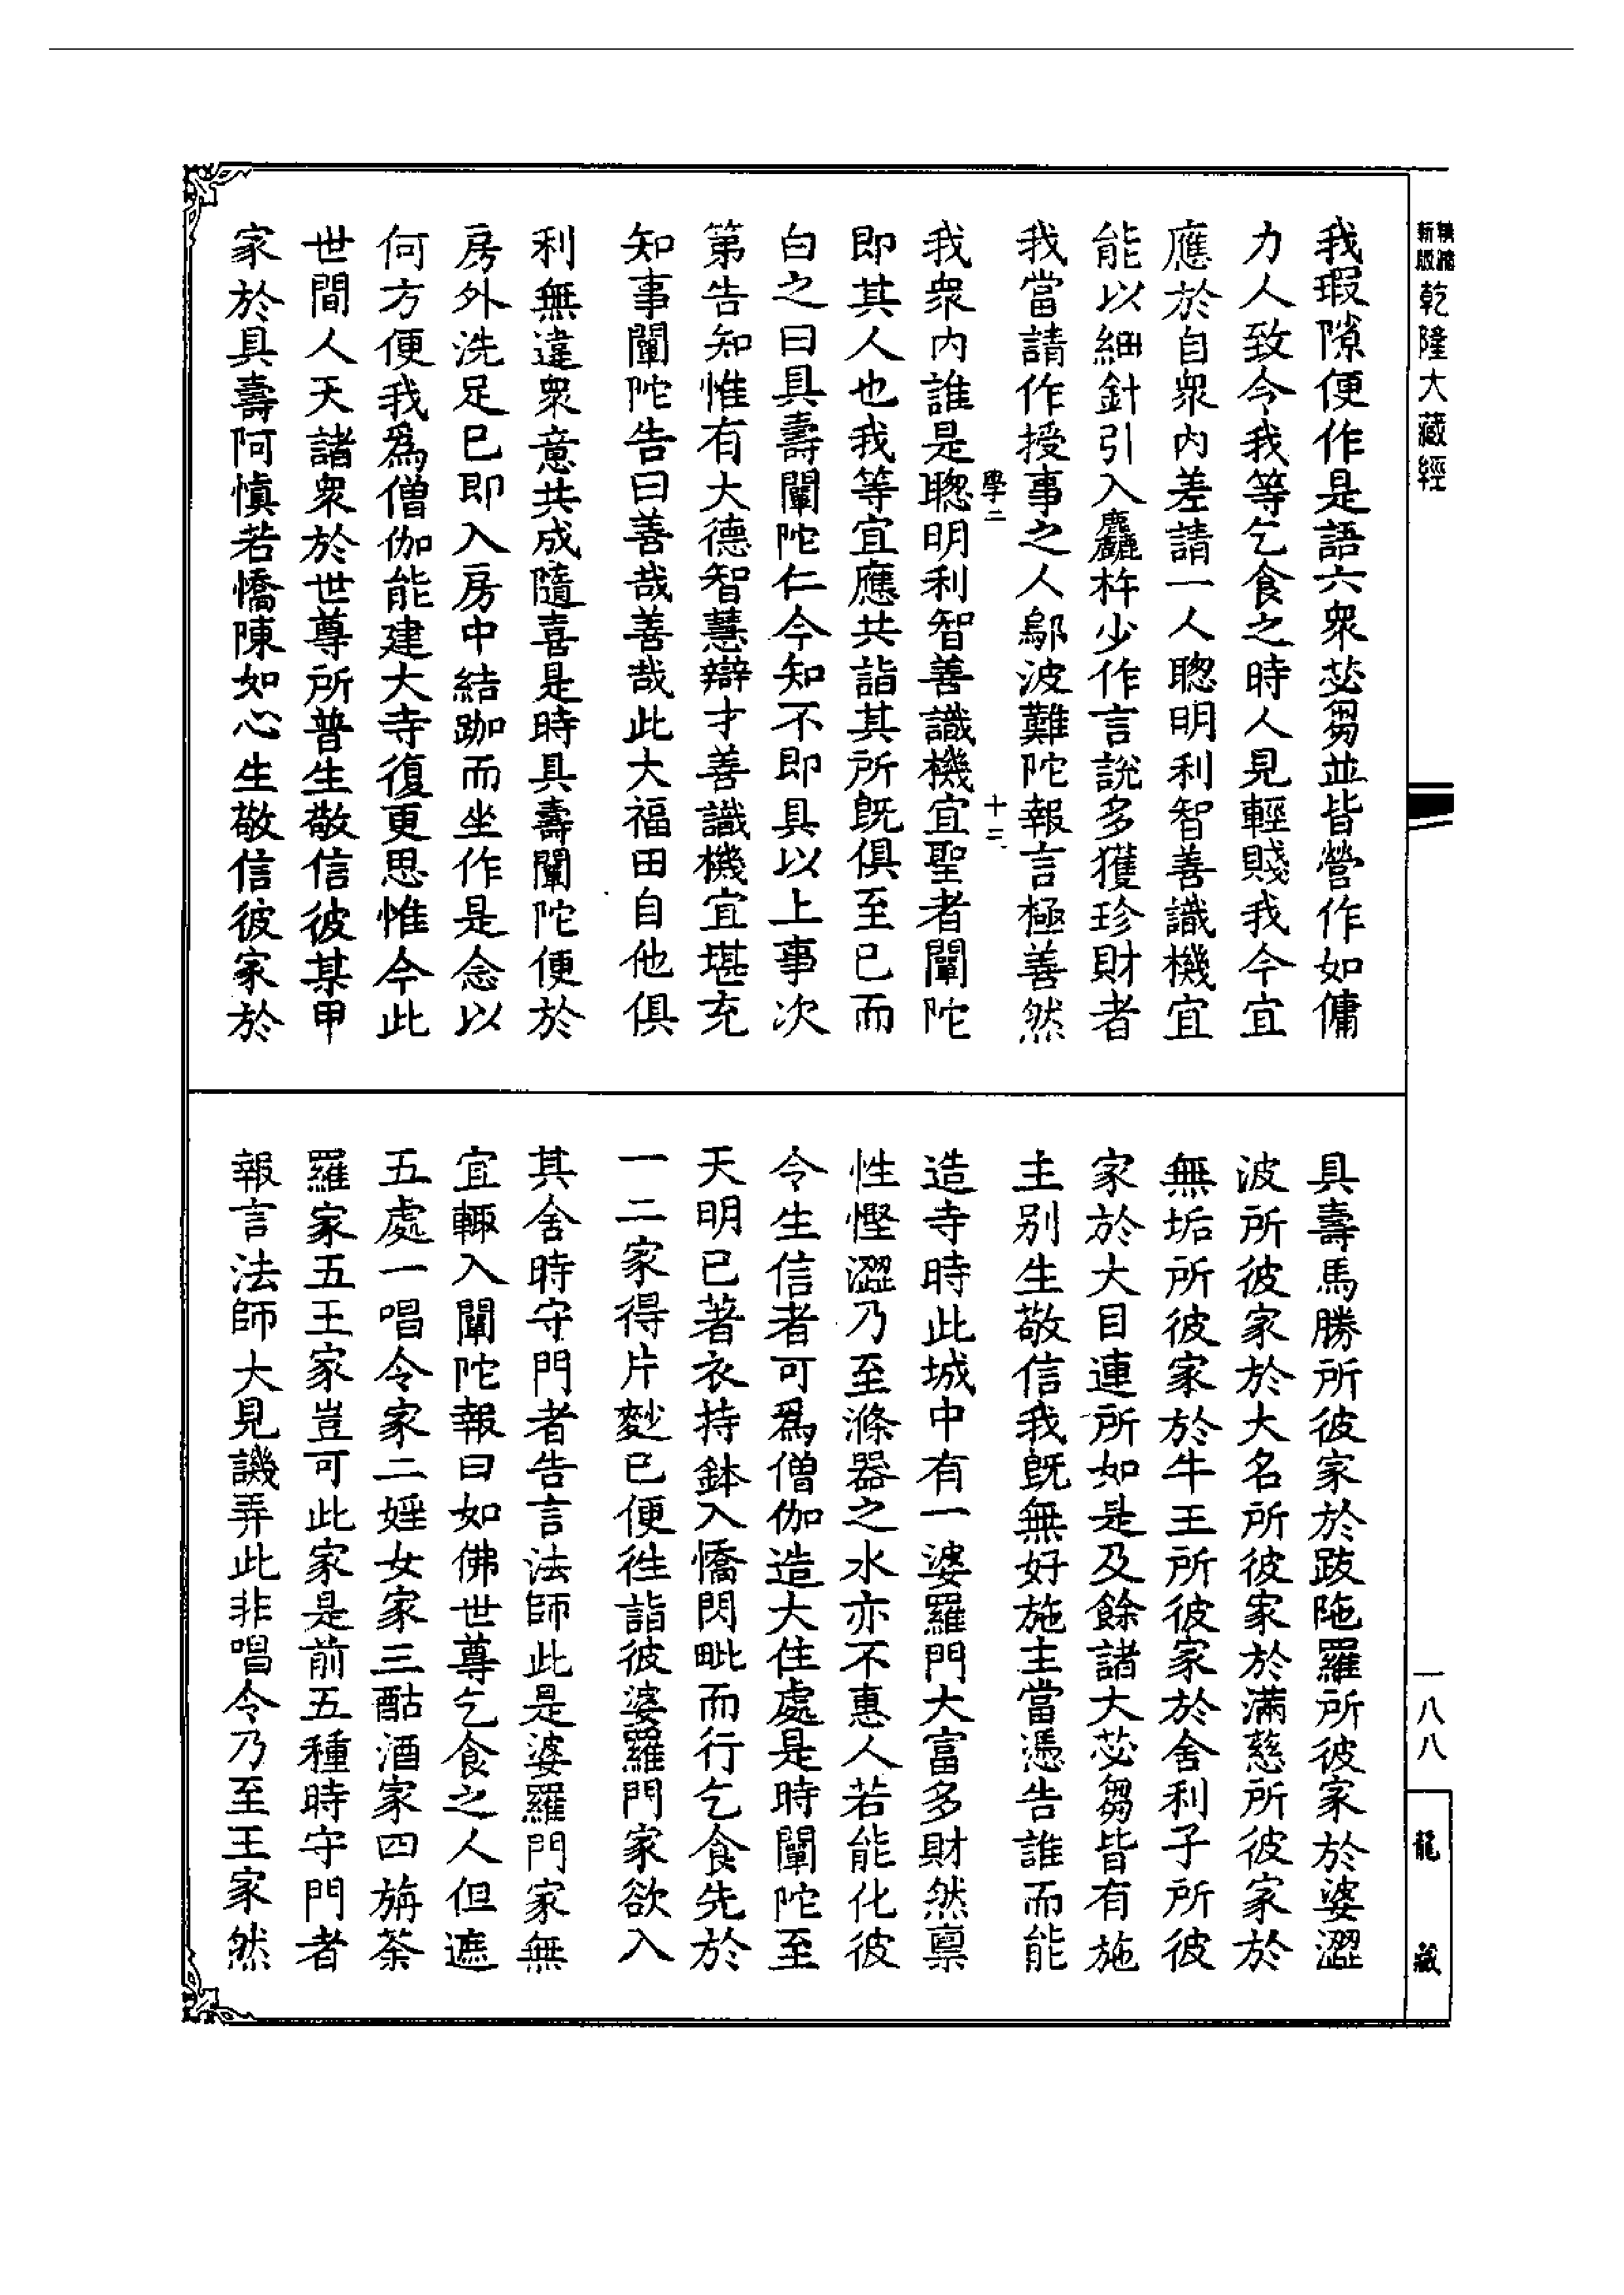 新版
精縮
乾隆大藏經
我瑕隙便作是語六衆苾芻並皆營作如傭
力人致令我等乞食之時人見輕賤我今宜
應於自衆內差請一人聰明利智善識機宜
能以細針引入麤杵少作言說多獲珍財者
我當請作授事之人鄔波難陀報言極善然
學二
十三
我衆內誰是聰明利智善識機宜聖者闡陀
即其人也我等宜應共詣其所旣俱至已而
白之曰具壽闡陀仁今知不即具以上事次
第告知惟有大德智慧辯才善識機宜堪充
知事闡陀告曰善哉善哉此大福田自他俱
利無違衆意共成隨喜是時具壽闡陀便於
房外洗足已即入房中結跏而坐作是念以
何方便我爲僧伽能建大寺復更思惟今此
世間人天諸衆於世尊所普生敬信彼某甲
家於具壽阿愼若憍陳如心生敬信彼家於
具壽馬勝所彼家於跋陁羅所彼家於婆澀
波所彼家於大名所彼家於滿慈所彼家於
無垢所彼家於牛王所彼家於舍利子所彼
家於大目連所如是及餘諸大苾芻皆有施
主別生敬信我旣無好施主當憑告誰而能
造寺時此城中有一婆羅門大富多財然稟
性慳澀乃至滌器之水亦不惠人若能化彼
令生信者可爲僧伽造大住處是時闡陀至
天明已著衣持鉢入憍閃毗而行乞食先於
一二家得片麨已便徃詣彼婆羅門家欲入
其舍時守門者告言法師此是婆羅門家無
宜輙入闡陀報曰如佛世尊乞食之人但遮
五處一唱令家二婬女家三酤酒家四旃荼
羅家五王家豈可此家是前五種時守門者
報言法師大見譏弄此非唱令乃至王家然
一八八
龍藏